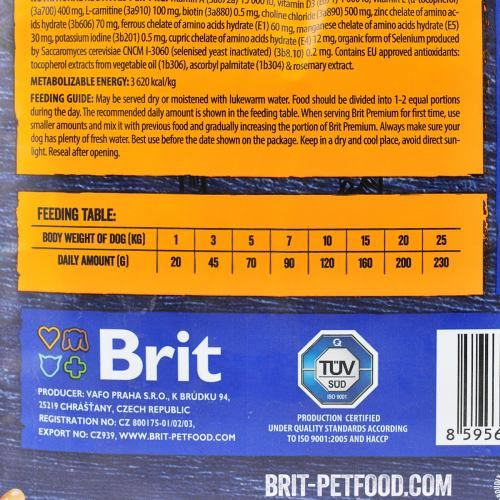 (3a700) 400 mg, L-carnitine (3a910) 100 mg, biotin (3a880) 0.5 mg, choline chloride (3a890) 500 mg, zinc chelate of amino ac-
ids hydrate (3b606) 70 mg, ferrous chelate of amino acids hydrate (E1) 60 mg, manganese chelate of amino acids hydrate (E5)
30 mg, potassium iodine (3b201) 0.5 mg, cupric chelate of amino acids hydrate (E4) 12 mg, organic form of Selenium produced
by Saccaromyces cerevisiae CNCM I-3060 (selenised yeast inactivated) (3b8.10) 0.2 mg. Contains EU approved antioxidants:
tocopherol extracts from vegetable oil (1b306), ascorbyl palmitate (1b304) & rosemary extract.
METABOLIZABLE ENERGY: 3 620 kcal/kg
FEEDING GUIDE: May be served dry or moistened with lukewarm water. Food should be divided into 1-2 equal portions
during the day. The recommended daily amount is shown in the feeding table. When serving Brit Premium for first time, use
smaller amounts and mix it with previous food and gradually increasing the portion of Brit Premium. Always make sure your
dog has plenty of fresh water. Best use before the date shown on the package. Keep in a dry and cool place, avoid direct sun-
light. Reseal after opening.
FEEDING TABLE:
BODY WEIGHT OF DOG (KG) 1 3 5 7 10 15 20 25
DAILY AMOUNT (G) 20 45 70 90 120 160 200 230
Brit
PRODUCER: VAFO PRAHA S.R.O., K BRŮDKU 94,
25219 CHRÁŠŤANY, CZECH REPUBLIC
REGISTRATION NO: CZ 800175-01/02/03,
EXPORT NO: CZ939, WWW.BRIT-PETFOOD.COM
Q
TÜV
SÜD
ISO 9001
PRODUCTION CERTIFIED
UNDER QUALITY STANDARDS ACCORDING
TO ISO 9001:2005 AND HACCP
8 5956
BRIT-PETFOOD.COM